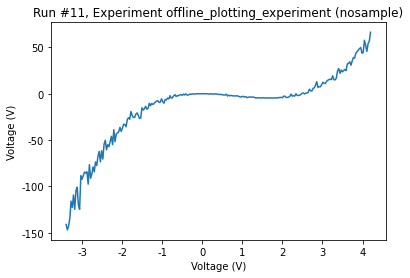 Run #11, Experiment offline_plotting_experiment (nosample)
Voltage (V)
50
0
-50
-100
-150
-3 -2 -1 0 1 2 3 4
Voltage (V)